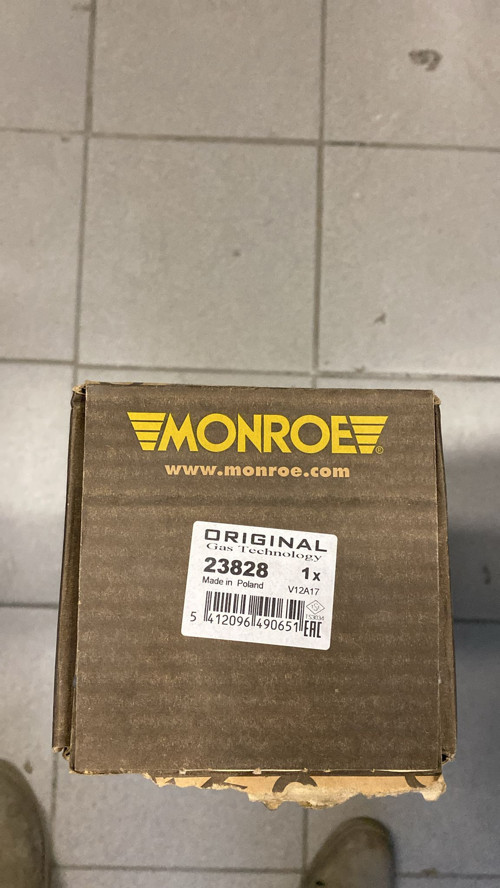 MONROE®
www.monroe.com
ORIGINAL
Gas Technology
23828 1x
Made in Poland V12A17
5 412096 490651 EAC